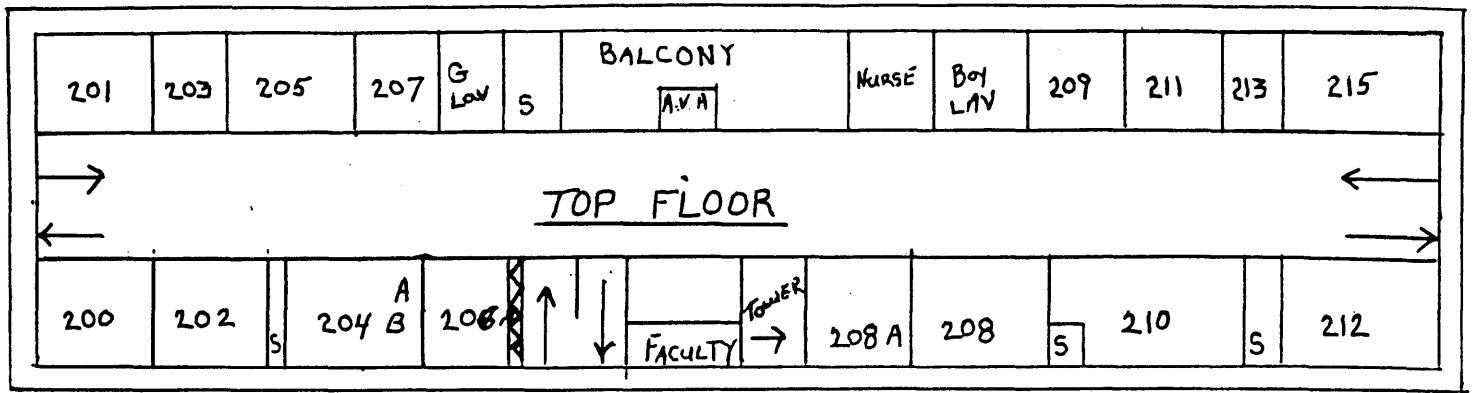 201
203
205
207
G
LAV
S
BALCONY
A.V.A
NURSE
BOY
LAV
209
211
213
215
TOP FLOOR
200
202
S
204 A
B
206
FACULTY
TOWER
208A
208
S
210
S
212